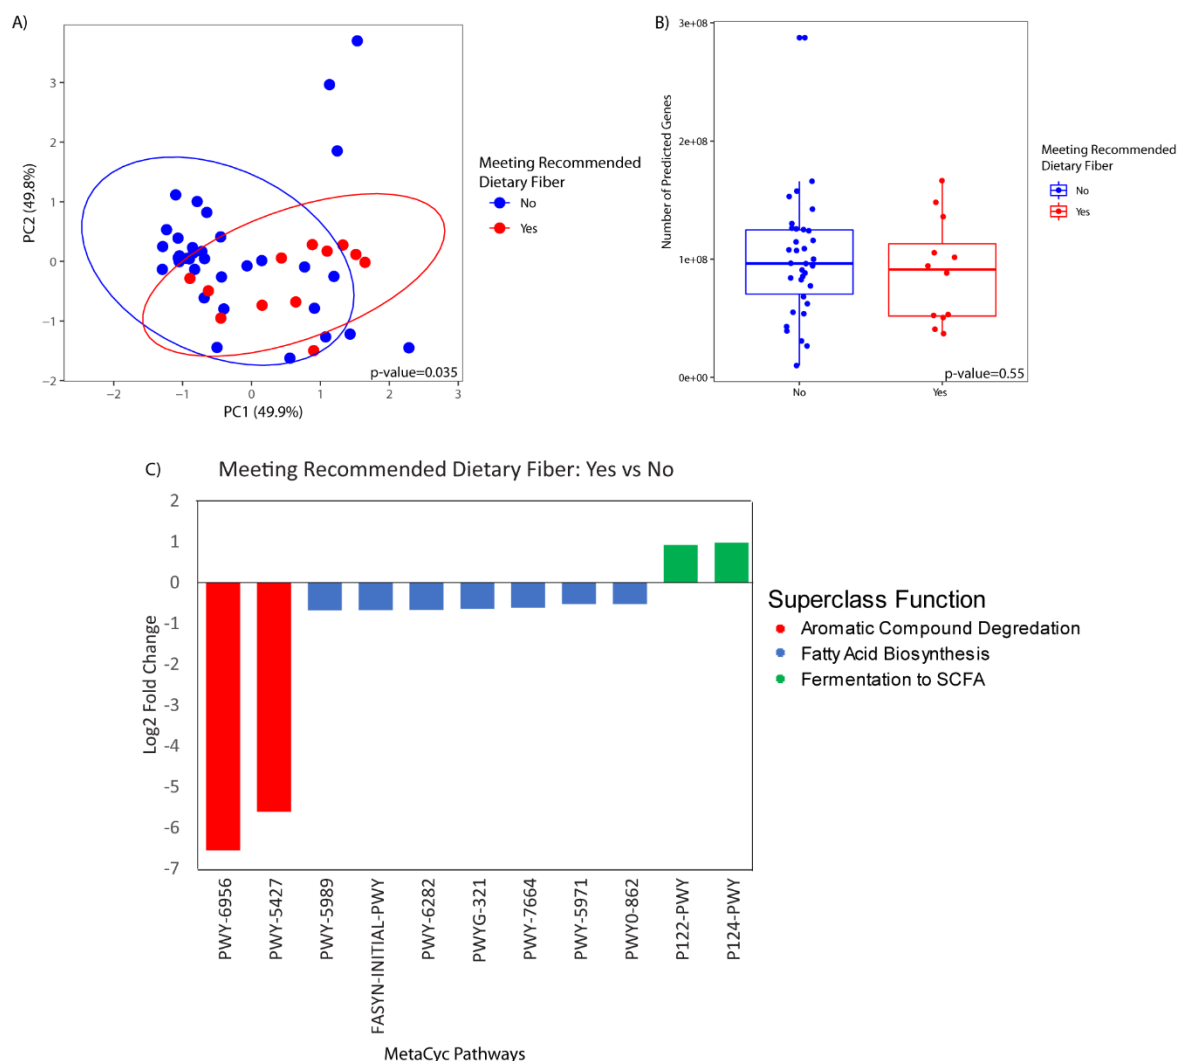 A)
3
2
1
0
−1
−2
PC2 (49.8%)
−2
−1
0
1
2
3
PC1 (49.9%)
p-value=0.035
Meeting Recommended
Dietary Fiber
No
Yes
B)
3e+08
2e+08
1e+08
0e+00
Number of Predicted Genes
No
Yes
p-value=0.55
Meeting Recommended
Dietary Fiber
No
Yes
C)
Meeting Recommended Dietary Fiber: Yes vs No
2
1
0
-1
-2
-3
-4
-5
-6
-7
Log2 Fold Change
PWY-6956
PWY-5427
PWY-5989
FASYN-INITIAL-PWY
PWY-6282
PWYG-321
PWY-7664
PWY-5971
PWY0-862
P122-PWY
P124-PWY
MetaCyc Pathways
Superclass Function
Aromatic Compound Degredation
Fatty Acid Biosynthesis
Fermentation to SCFA